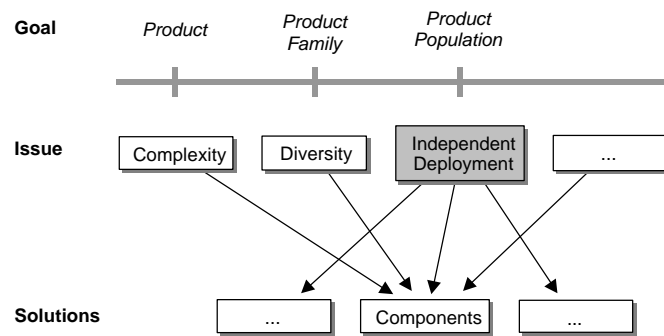 Goal
Product
Product
Family
Product
Population
Issue
Complexity
Diversity
Independent
Deployment
...
Solutions
...
Components
...